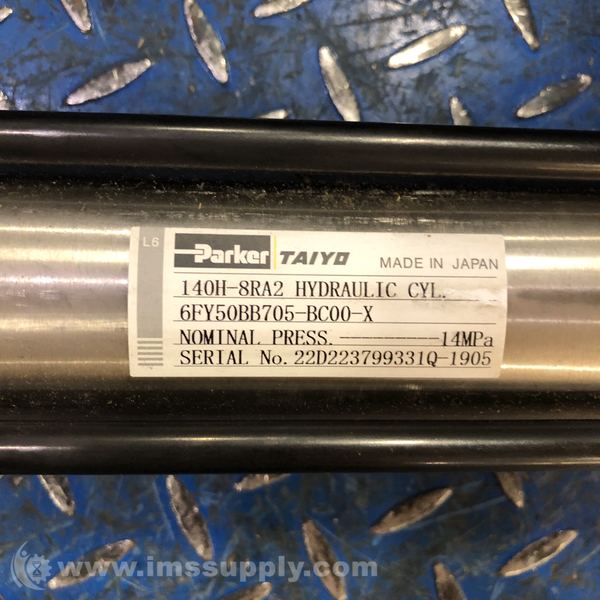 L6 Parker TAIYO MADE IN JAPAN
140H-8RA2 HYDRAULIC CYL.
6FY50BB705-BC00-X
NOMINAL PRESS.----------14MPa
SERIAL No. 22D223799331Q-1905
www.imssupply.com